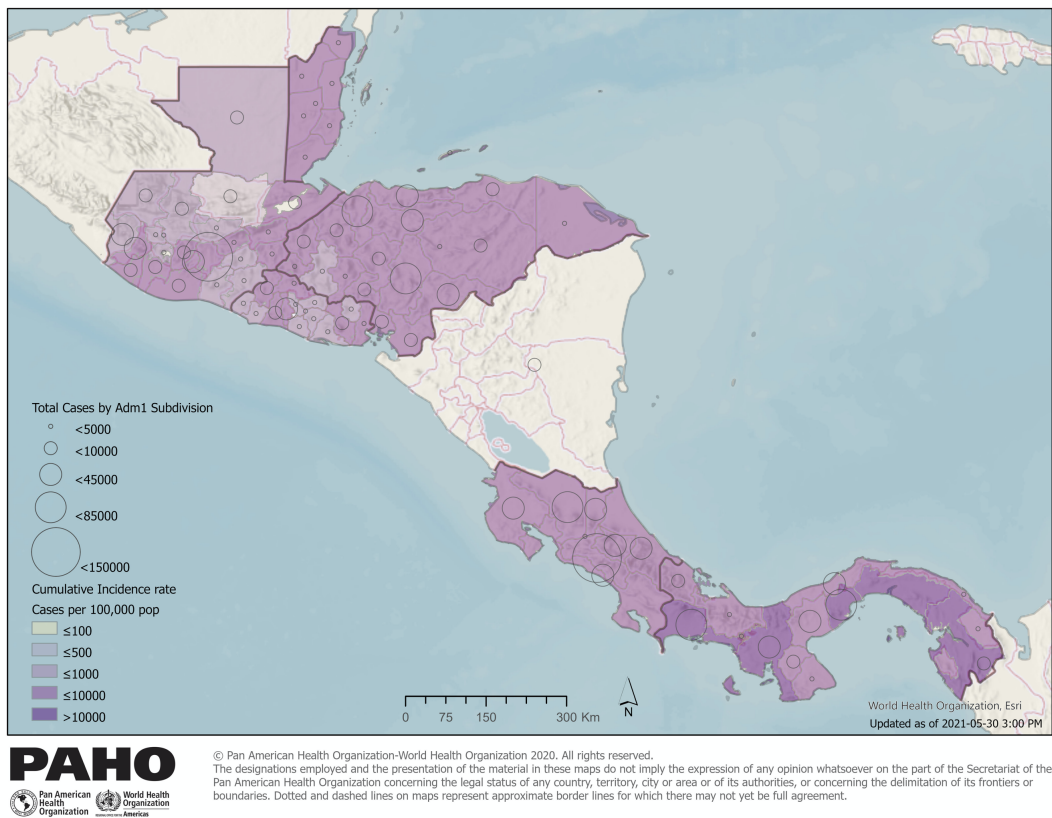 Total Cases by Adm1 Subdivision
<5000
<10000
<45000
<85000
<150000
Cumulative Incidence rate
Cases per 100,000 pop
≤100
≤500
≤1000
≤10000
>10000
0 75 150 300 Km
N
World Health Organization, Esri
Updated as of 2021-05-30 3:00 PM
PAHO
Pan American
Health
Organization
World Health
Organization
Americas
© Pan American Health Organization-World Health Organization 2020. All rights reserved.
The designations employed and the presentation of the material in these maps do not imply the expression of any opinion whatsoever on the part of the Secretariat of the
Pan American Health Organization concerning the legal status of any country, territory, city or area or of its authorities, or concerning the delimitation of its frontiers or
boundaries. Dotted and dashed lines on maps represent approximate border lines for which there may not yet be full agreement.